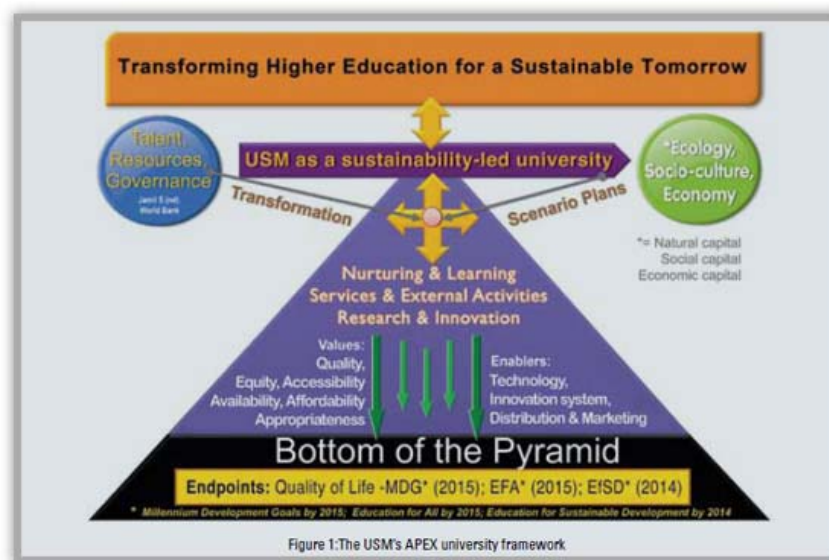 Transforming Higher Education for a Sustainable Tomorrow
Talent,
Resources,
Governance
Jamil S (nd)
World Bank
USM as a sustainability-led university
*Ecology,
Socio-culture,
Economy
Transformation
Scenario Plans
*= Natural capital
Social capital
Economic capital
Nurturing & Learning
Services & External Activities
Research & Innovation
Values:
Quality,
Equity, Accessibility
Availability, Affordability
Appropriateness
Enablers:
Technology,
Innovation system,
Distribution & Marketing
Bottom of the Pyramid
Endpoints: Quality of Life -MDG* (2015); EFA* (2015); EfSD* (2014)
* Millennium Development Goals by 2015; Education for All by 2015; Education for Sustainable Development by 2014
Figure 1:The USM's APEX university framework